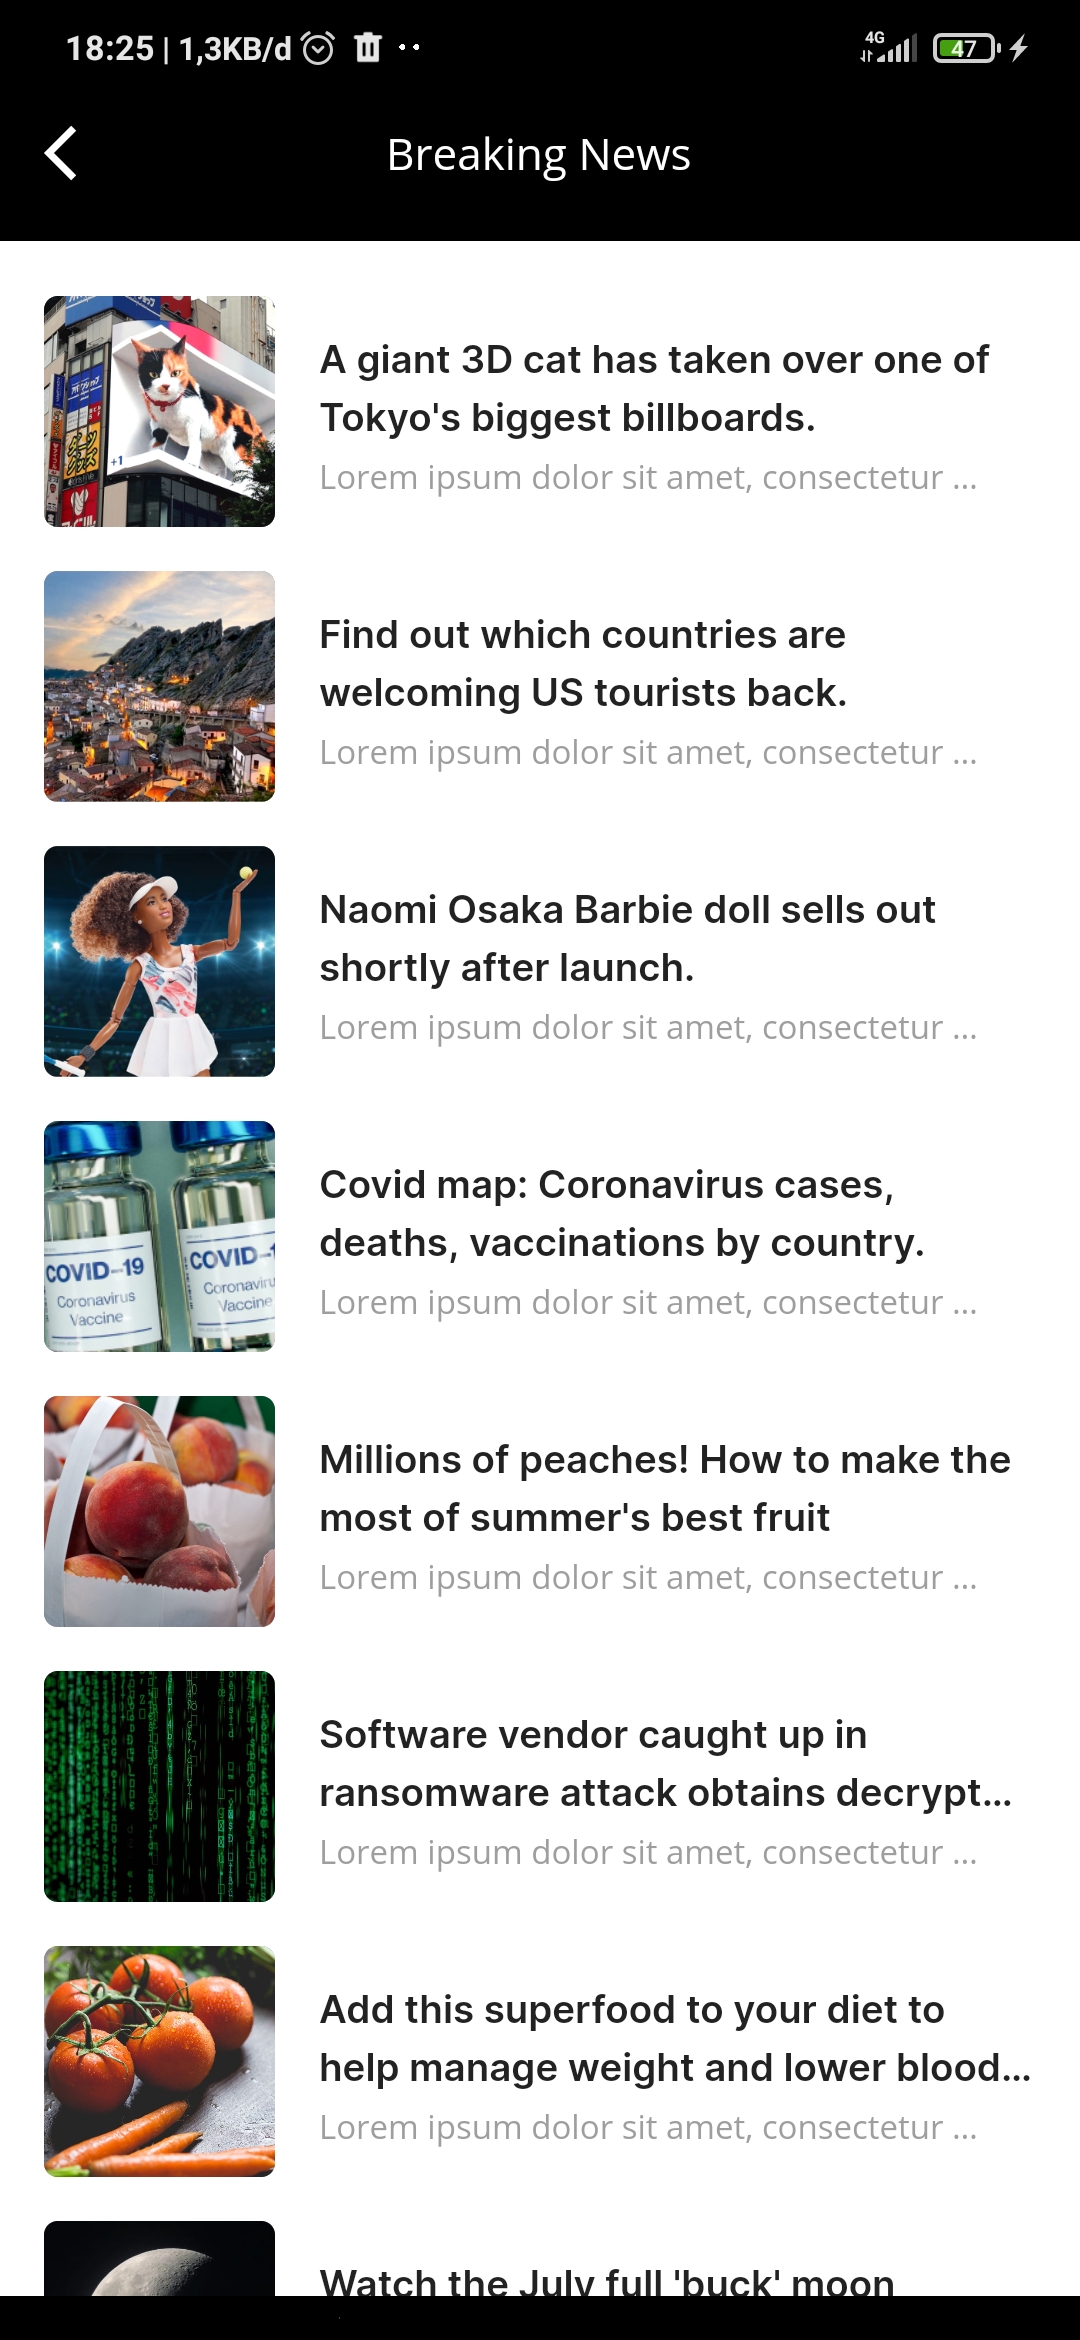 18:25 | 1,3KB/d
4G
47
Breaking News
+1
A giant 3D cat has taken over one of
Tokyo's biggest billboards.
Lorem ipsum dolor sit amet, consectetur ...
Find out which countries are
welcoming US tourists back.
Lorem ipsum dolor sit amet, consectetur ...
Naomi Osaka Barbie doll sells out
shortly after launch.
Lorem ipsum dolor sit amet, consectetur ...
COVID-19
Coronavirus
Vaccine
COVID-1
Coronaviru
Vaccine
Covid map: Coronavirus cases,
deaths, vaccinations by country.
Lorem ipsum dolor sit amet, consectetur ...
Millions of peaches! How to make the
most of summer's best fruit
Lorem ipsum dolor sit amet, consectetur ...
Software vendor caught up in
ransomware attack obtains decrypt...
Lorem ipsum dolor sit amet, consectetur ...
Add this superfood to your diet to
help manage weight and lower blood...
Lorem ipsum dolor sit amet, consectetur ...
Watch the July full 'buck' moon